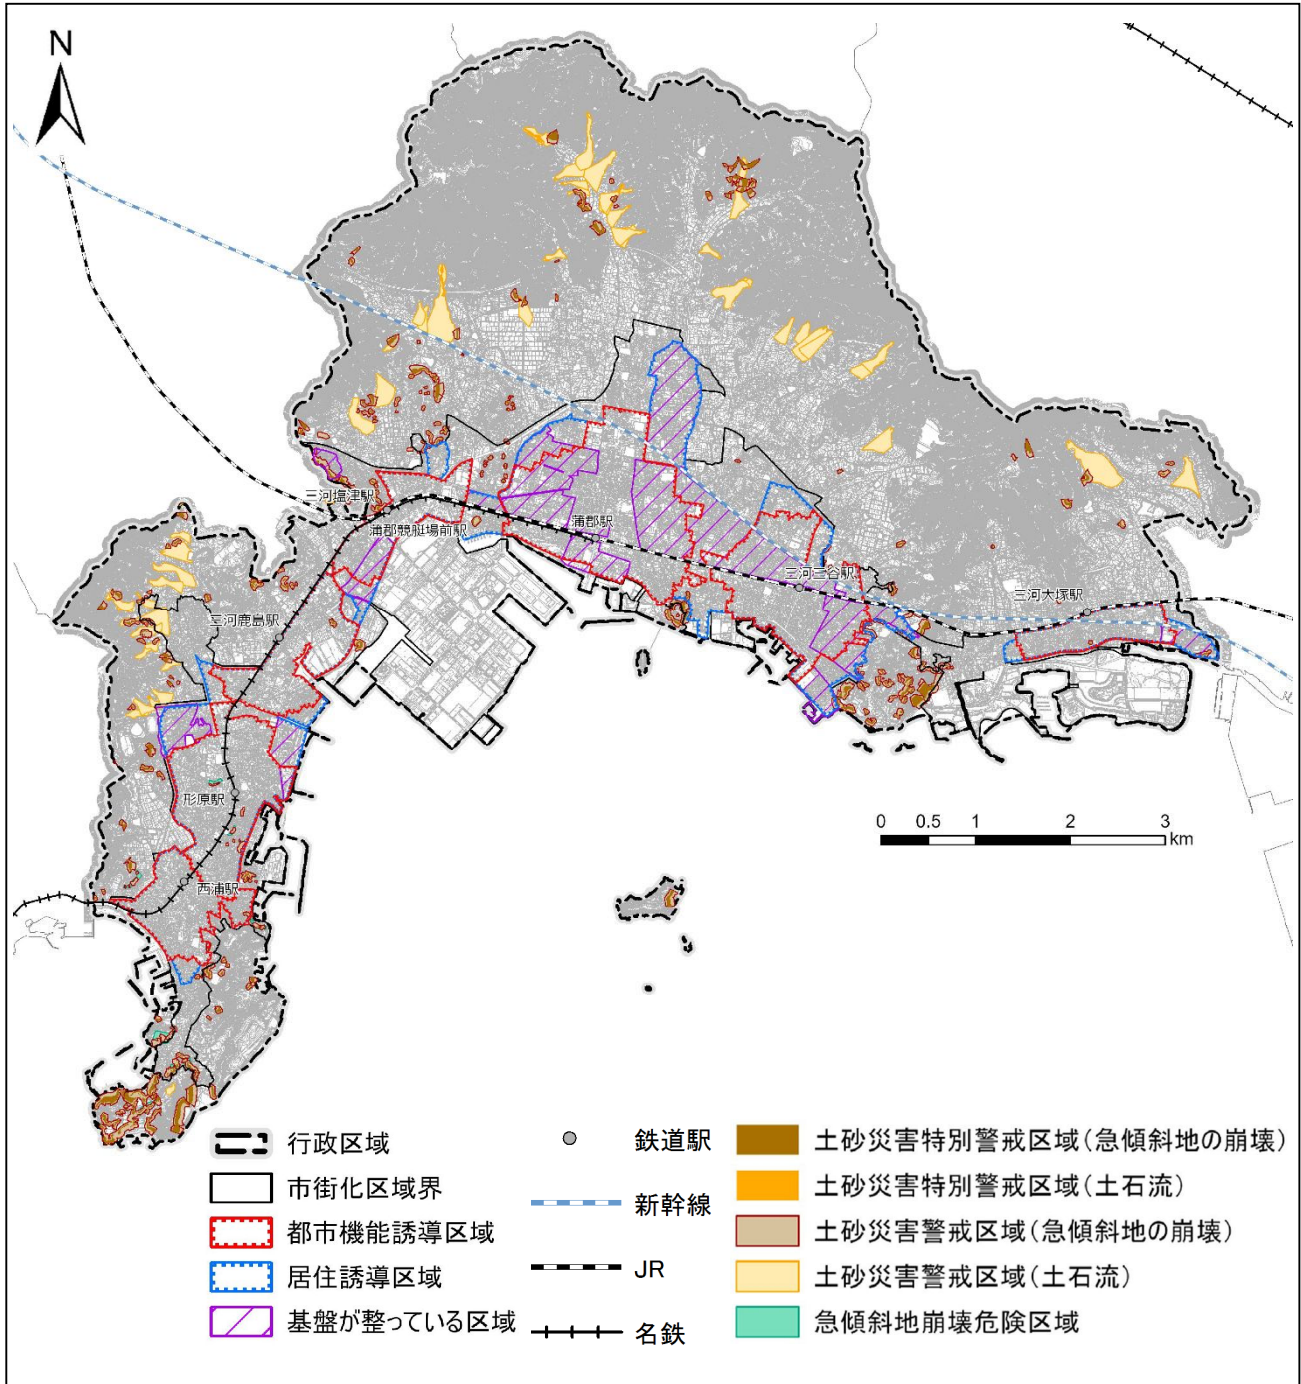 N
三河塩津駅
蒲郡競艇場前駅
蒲郡駅
三河三谷駅
三河大塚駅
三河鹿島駅
形原駅
西浦駅
0 0.5 1 2 3
km
行政区域
市街化区域界
都市機能誘導区域
居住誘導区域
基盤が整っている区域
鉄道駅
新幹線
JR
名鉄
土砂災害特別警戒区域(急傾斜地の崩壊)
土砂災害特別警戒区域(土石流)
土砂災害警戒区域(急傾斜地の崩壊)
土砂災害警戒区域(土石流)
急傾斜地崩壊危険区域